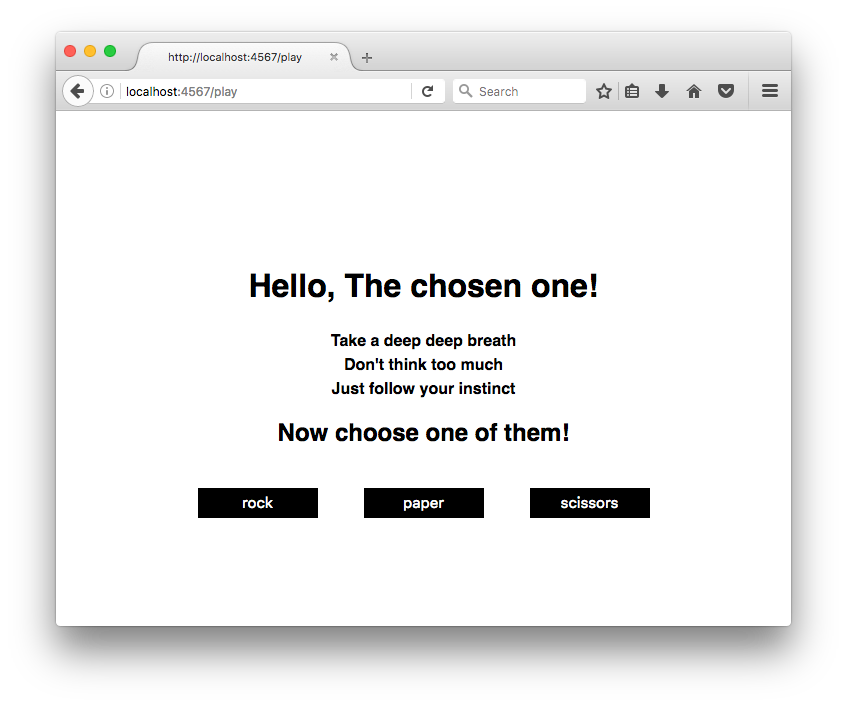 http://localhost:4567/play
localhost:4567/play
Search
Hello, The chosen one!
Take a deep deep breath
Don't think too much
Just follow your instinct
Now choose one of them!
rock
paper
scissors